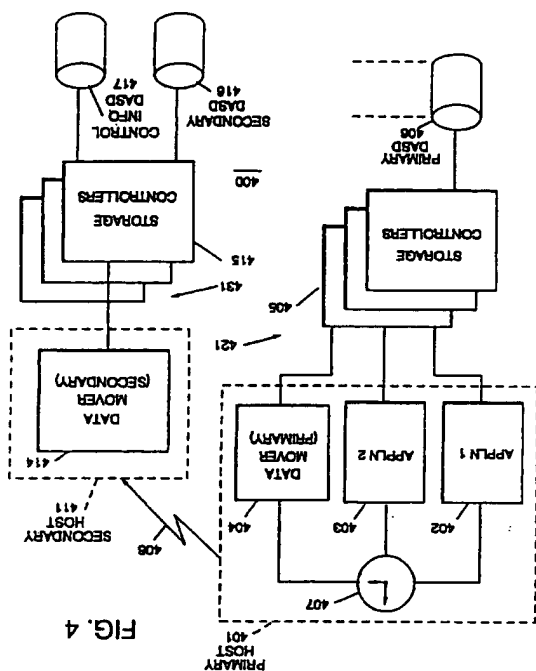 FIG. 4
PRIMARY
HOST
401
407
402
403
404
APPLN 1
APPLN 2
DATA
MOVER
(PRIMARY)
408
SECONDARY
HOST
411
414
DATA
MOVER
(SECONDARY)
421
405
STORAGE
CONTROLLERS
431
415
STORAGE
CONTROLLERS
400
PRIMARY
DASD
406
SECONDARY
DASD
416
CONTROL
INFO
DASD
417